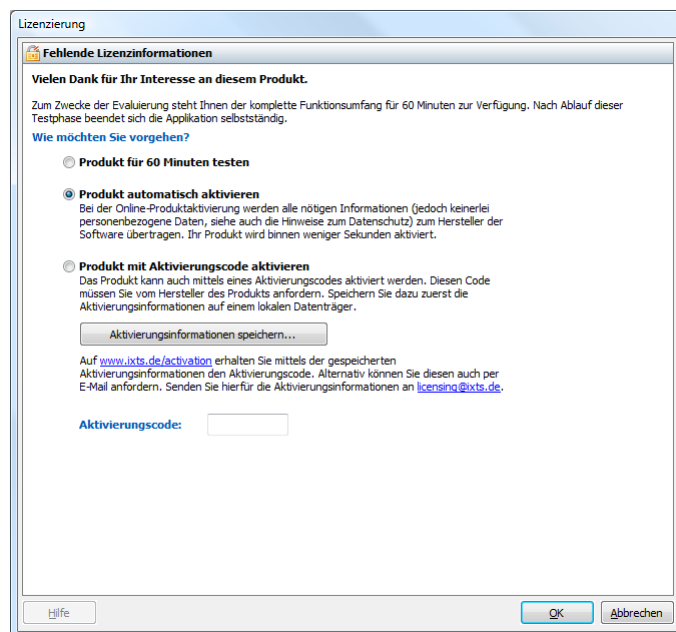 Lizenzierung
Fehlende Lizenzinformationen
Vielen Dank für Ihr Interesse an diesem Produkt.
Zum Zwecke der Evaluierung steht Ihnen der komplette Funktionsumfang für 60 Minuten zur Verfügung. Nach Ablauf dieser
Testphase beendet sich die Applikation selbstständig.
Wie möchten Sie vorgehen?
Produkt für 60 Minuten testen
Produkt automatisch aktivieren
Bei der Online-Produktaktivierung werden alle nötigen Informationen (jedoch keinerlei
personenbezogene Daten, siehe auch die Hinweise zum Datenschutz) zum Hersteller der
Software übertragen. Ihr Produkt wird binnen weniger Sekunden aktiviert.
Produkt mit Aktivierungscode aktivieren
Das Produkt kann auch mittels eines Aktivierungscodes aktiviert werden. Diesen Code
müssen Sie vom Hersteller des Produkts anfordern. Speichern Sie dazu zuerst die
Aktivierungsinformationen auf einem lokalen Datenträger.
Aktivierungsinformationen speichern...
Auf www.ixts.de/activation erhalten Sie mittels der gespeicherten
Aktivierungsinformationen den Aktivierungscode. Alternativ können Sie diesen auch per
E-Mail anfordern. Senden Sie hierfür die Aktivierungsinformationen an licensing@ixts.de.
Aktivierungscode:
Hilfe OK Abbrechen